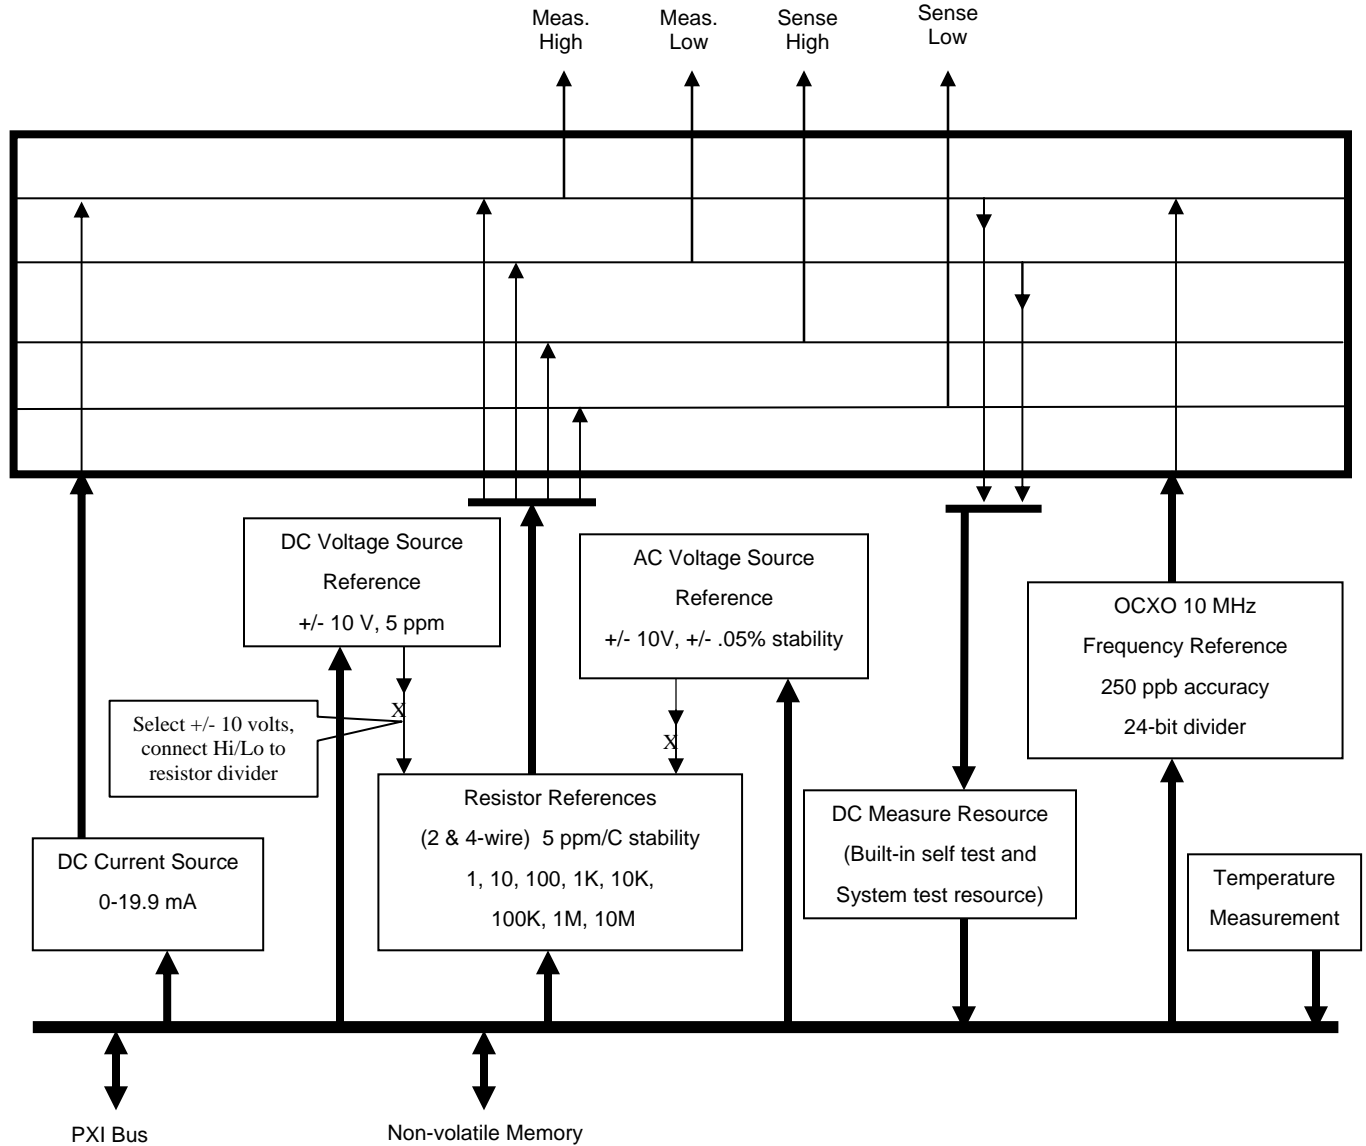 Meas.
High
Meas.
Low
Sense
High
Sense
Low
DC Voltage Source
Reference
+/- 10 V, 5 ppm
AC Voltage Source
Reference
+/- 10V, +/- .05% stability
OCXO 10 MHz
Frequency Reference
250 ppb accuracy
24-bit divider
X
Select +/- 10 volts,
connect Hi/Lo to
resistor divider
X
Resistor References
(2 & 4-wire) 5 ppm/C stability
1, 10, 100, 1K, 10K,
100K, 1M, 10M
DC Measure Resource
(Built-in self test and
System test resource)
DC Current Source
0-19.9 mA
Temperature
Measurement
PXI Bus
Non-volatile Memory